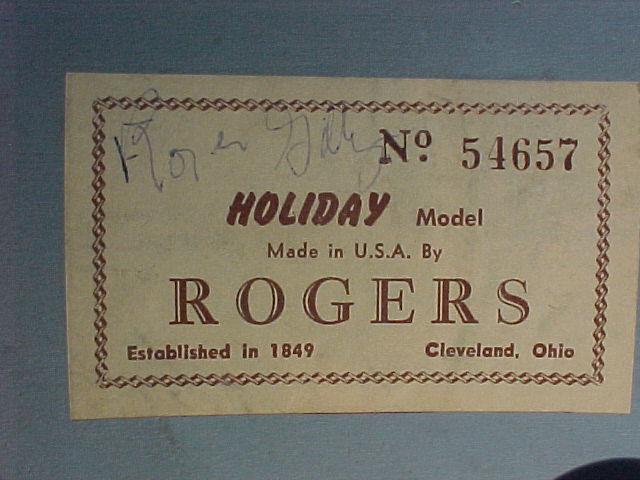 Nº 54657
HOLIDAY Model
Made in U.S.A. By
ROGERS
Established in 1849 Cleveland, Ohio